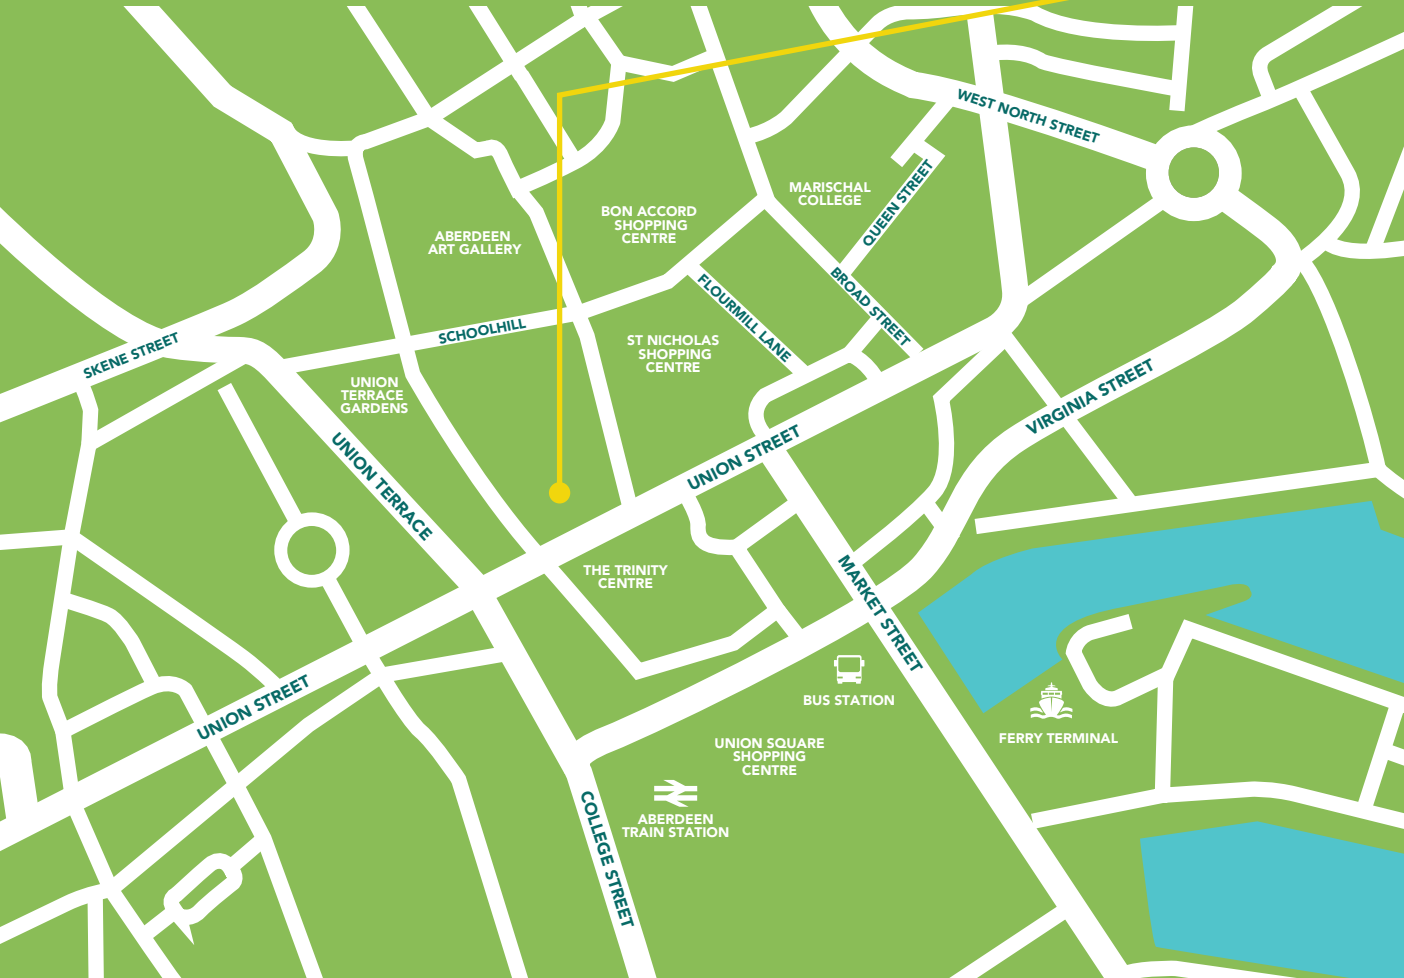 WEST NORTH STREET
MARISCHAL
COLLEGE
QUEEN STREET
BON ACCORD
SHOPPING
CENTRE
ABERDEEN
ART GALLERY
BROAD STREET
FLOURMILL LANE
SCHOOLHILL
SKENE STREET
ST NICHOLAS
SHOPPING
CENTRE
UNION
TERRACE
GARDENS
VIRGINIA STREET
UNION TERRACE
UNION STREET
THE TRINITY
CENTRE
MARKET STREET
UNION STREET
BUS STATION
FERRY TERMINAL
UNION SQUARE
SHOPPING
CENTRE
COLLEGE STREET
ABERDEEN
TRAIN STATION